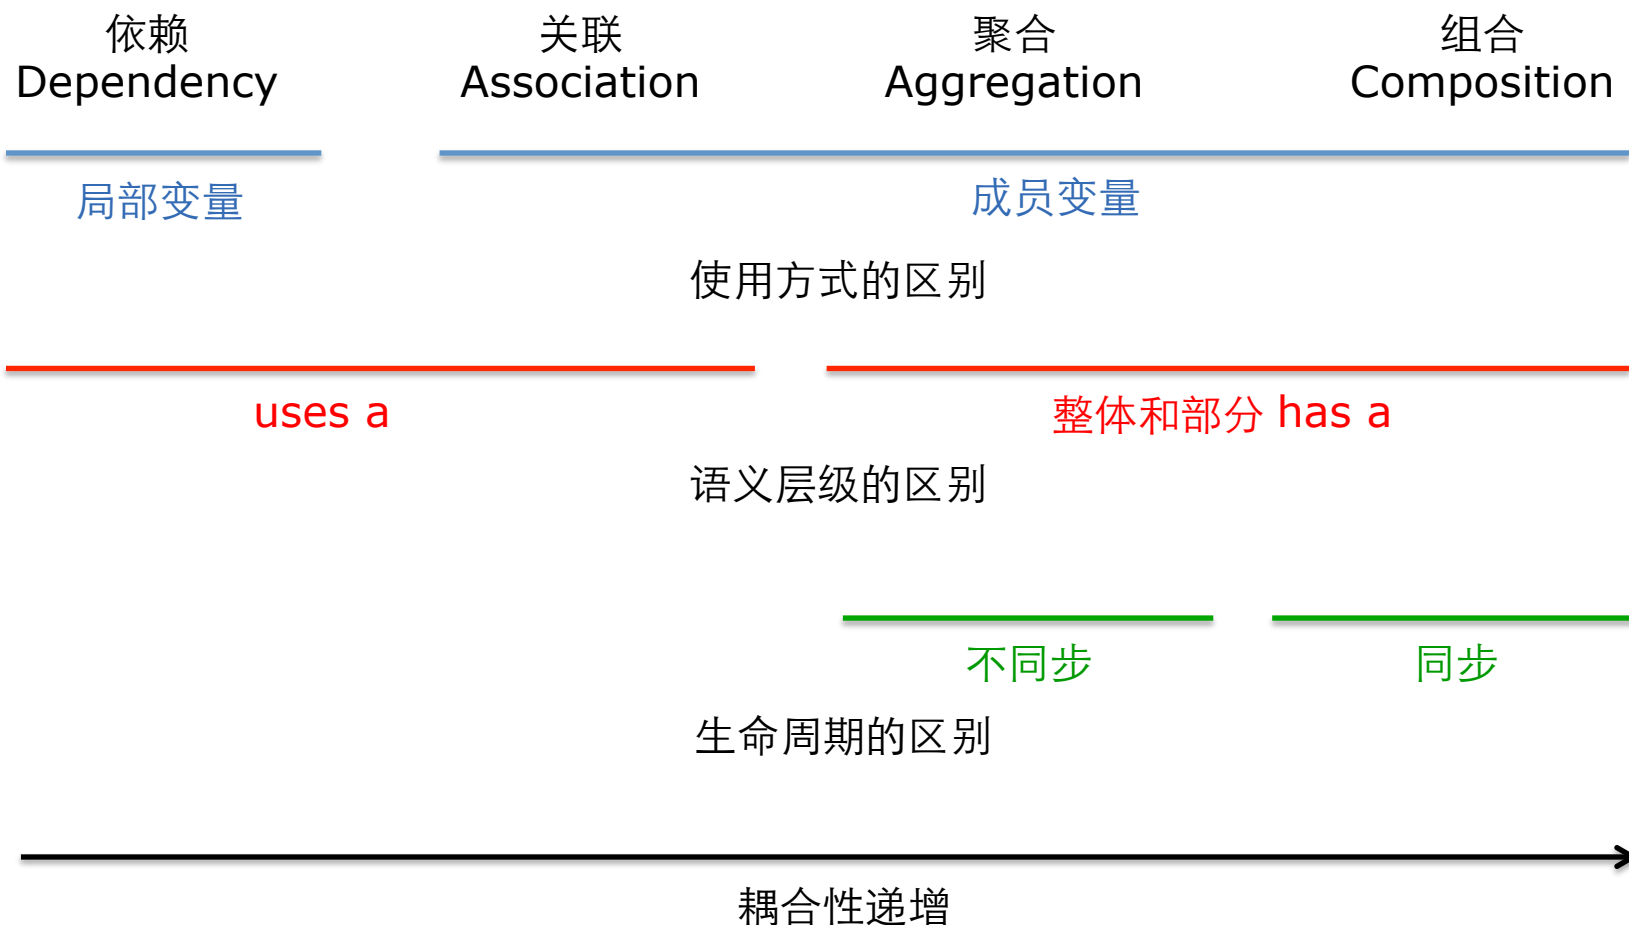 依赖
Dependency
关联
Association
聚合
Aggregation
组合
Composition
局部变量
成员变量
使用方式的区别
uses a
整体和部分 has a
语义层级的区别
不同步
同步
生命周期的区别
耦合性递增